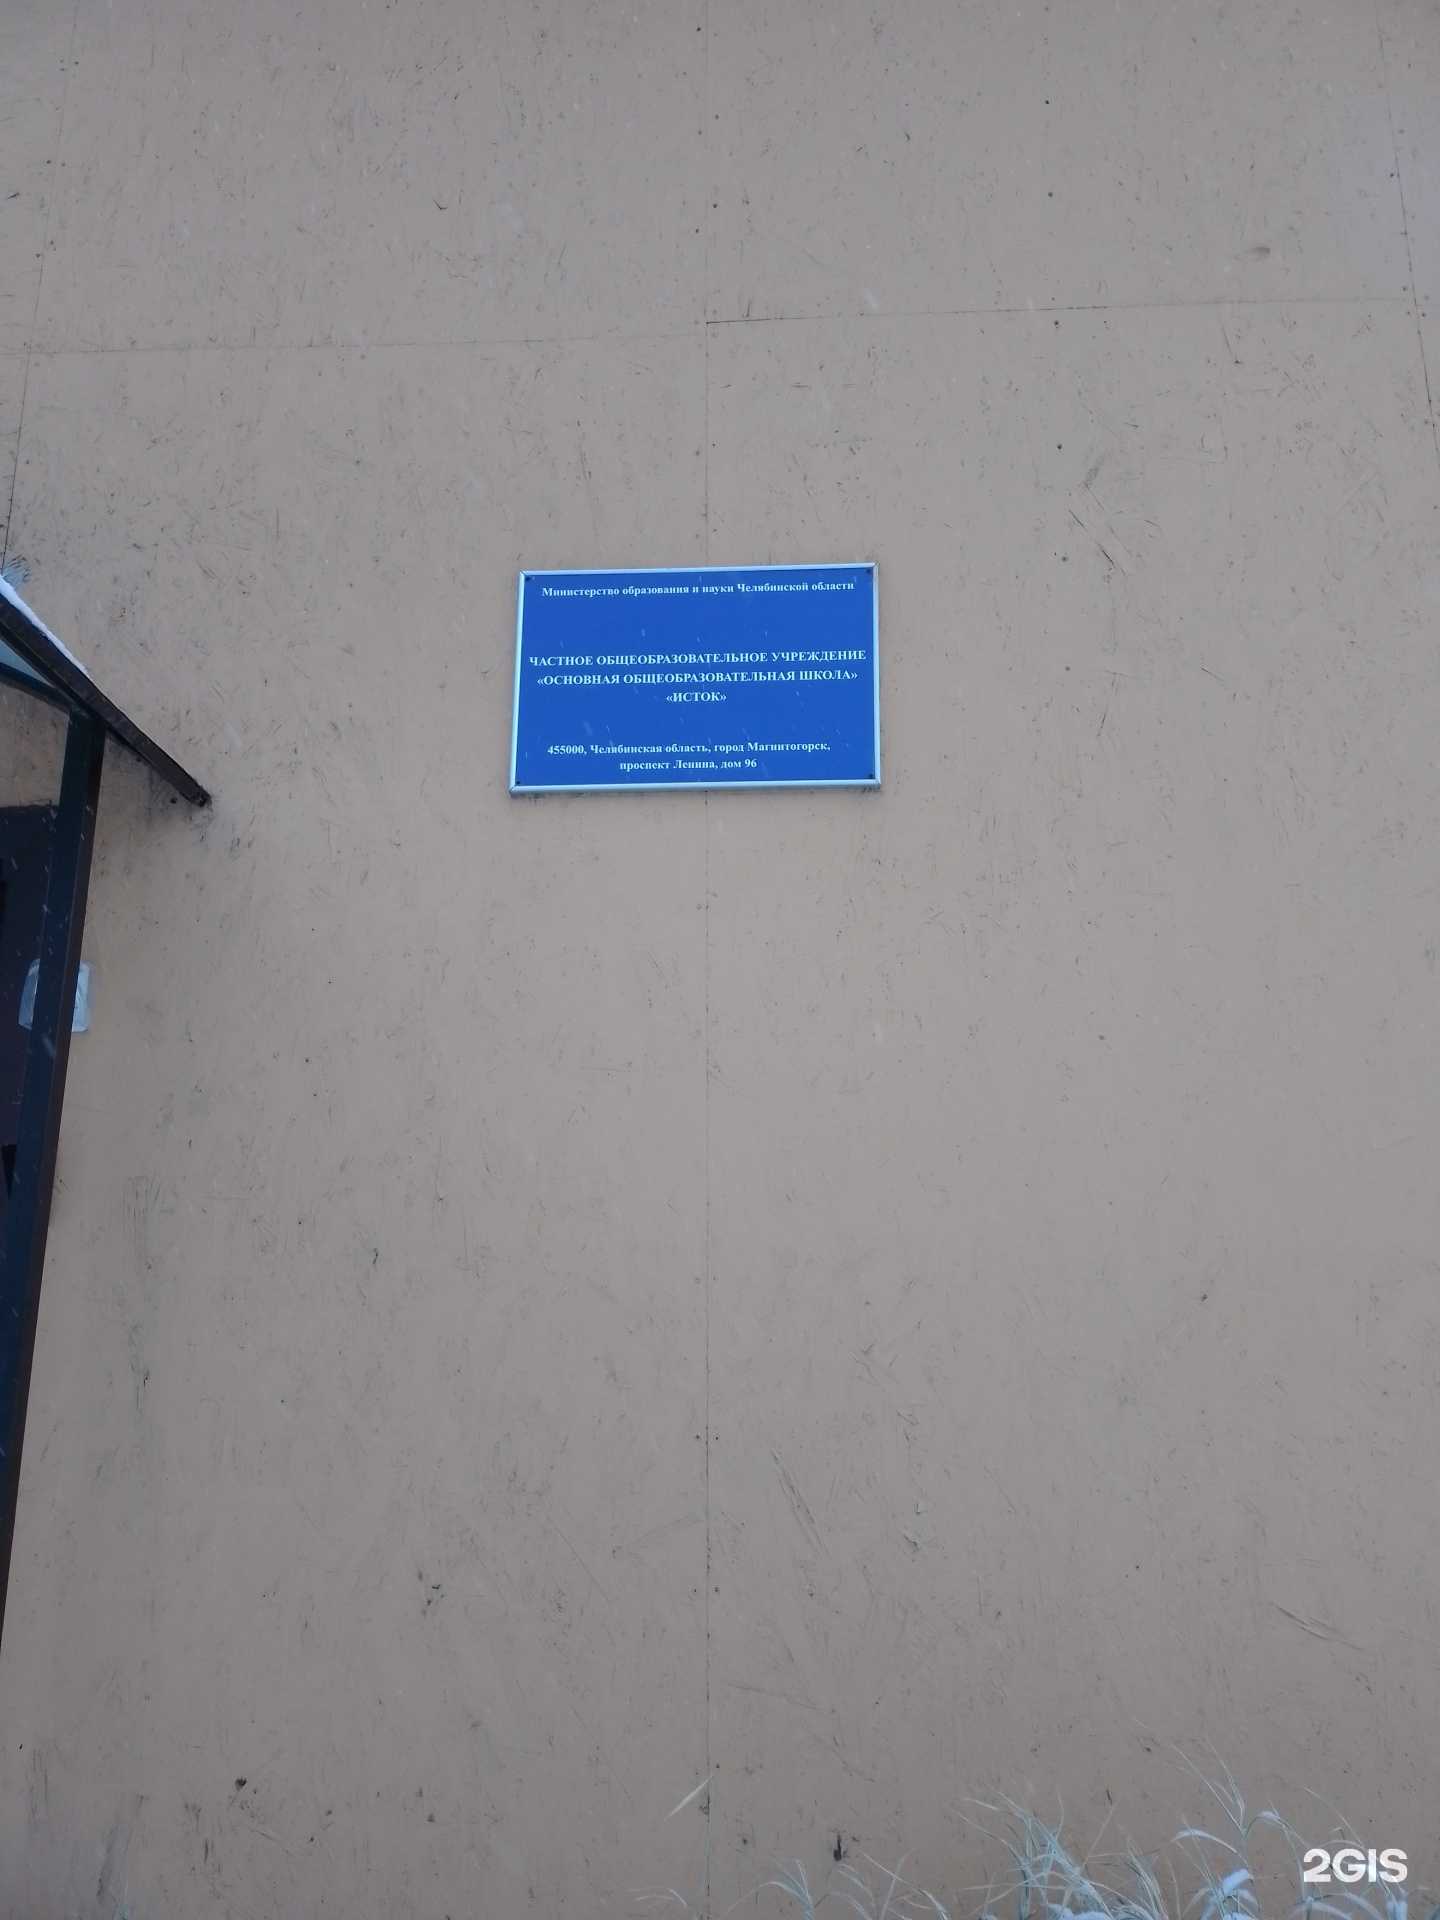 Министерство образования и науки Челябинской области
ЧАСТНОЕ ОБЩЕОБРАЗОВАТЕЛЬНОЕ УЧРЕЖДЕНИЕ
«ОСНОВНАЯ ОБЩЕОБРАЗОВАТЕЛЬНАЯ ШКОЛА»
«ИСТОК»
455000, Челябинская область, город Магнитогорск,
проспект Ленина, дом 96
2GIS